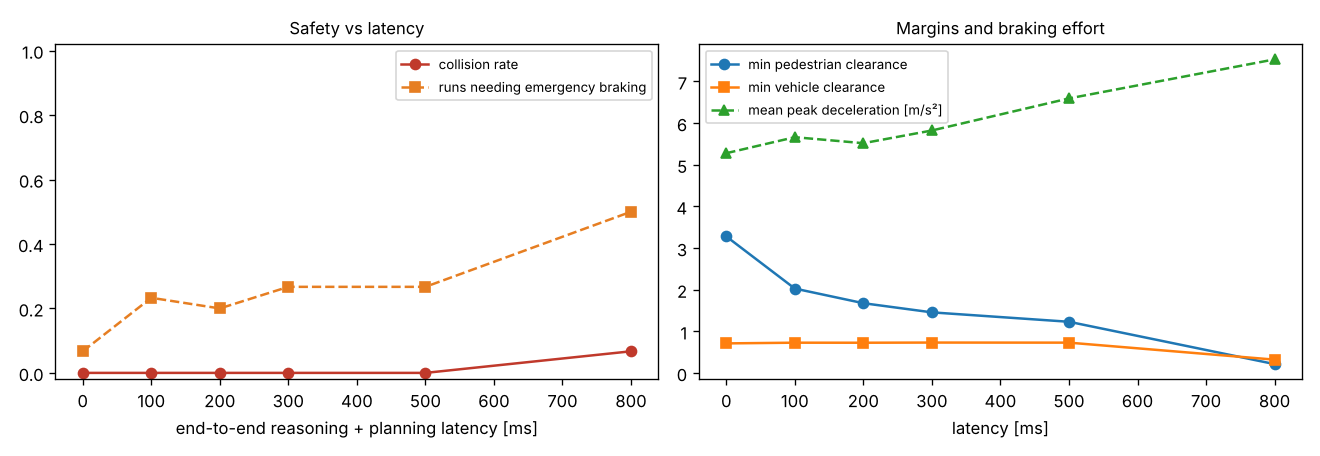 Safety vs latency
1.0
0.8
0.6
0.4
0.2
0.0
collision rate
runs needing emergency braking
0 100 200 300 400 500 600 700 800
end-to-end reasoning + planning latency [ms]
Margins and braking effort
7
6
5
4
3
2
1
0
min pedestrian clearance
min vehicle clearance
mean peak deceleration [m/s²]
0 100 200 300 400 500 600 700 800
latency [ms]